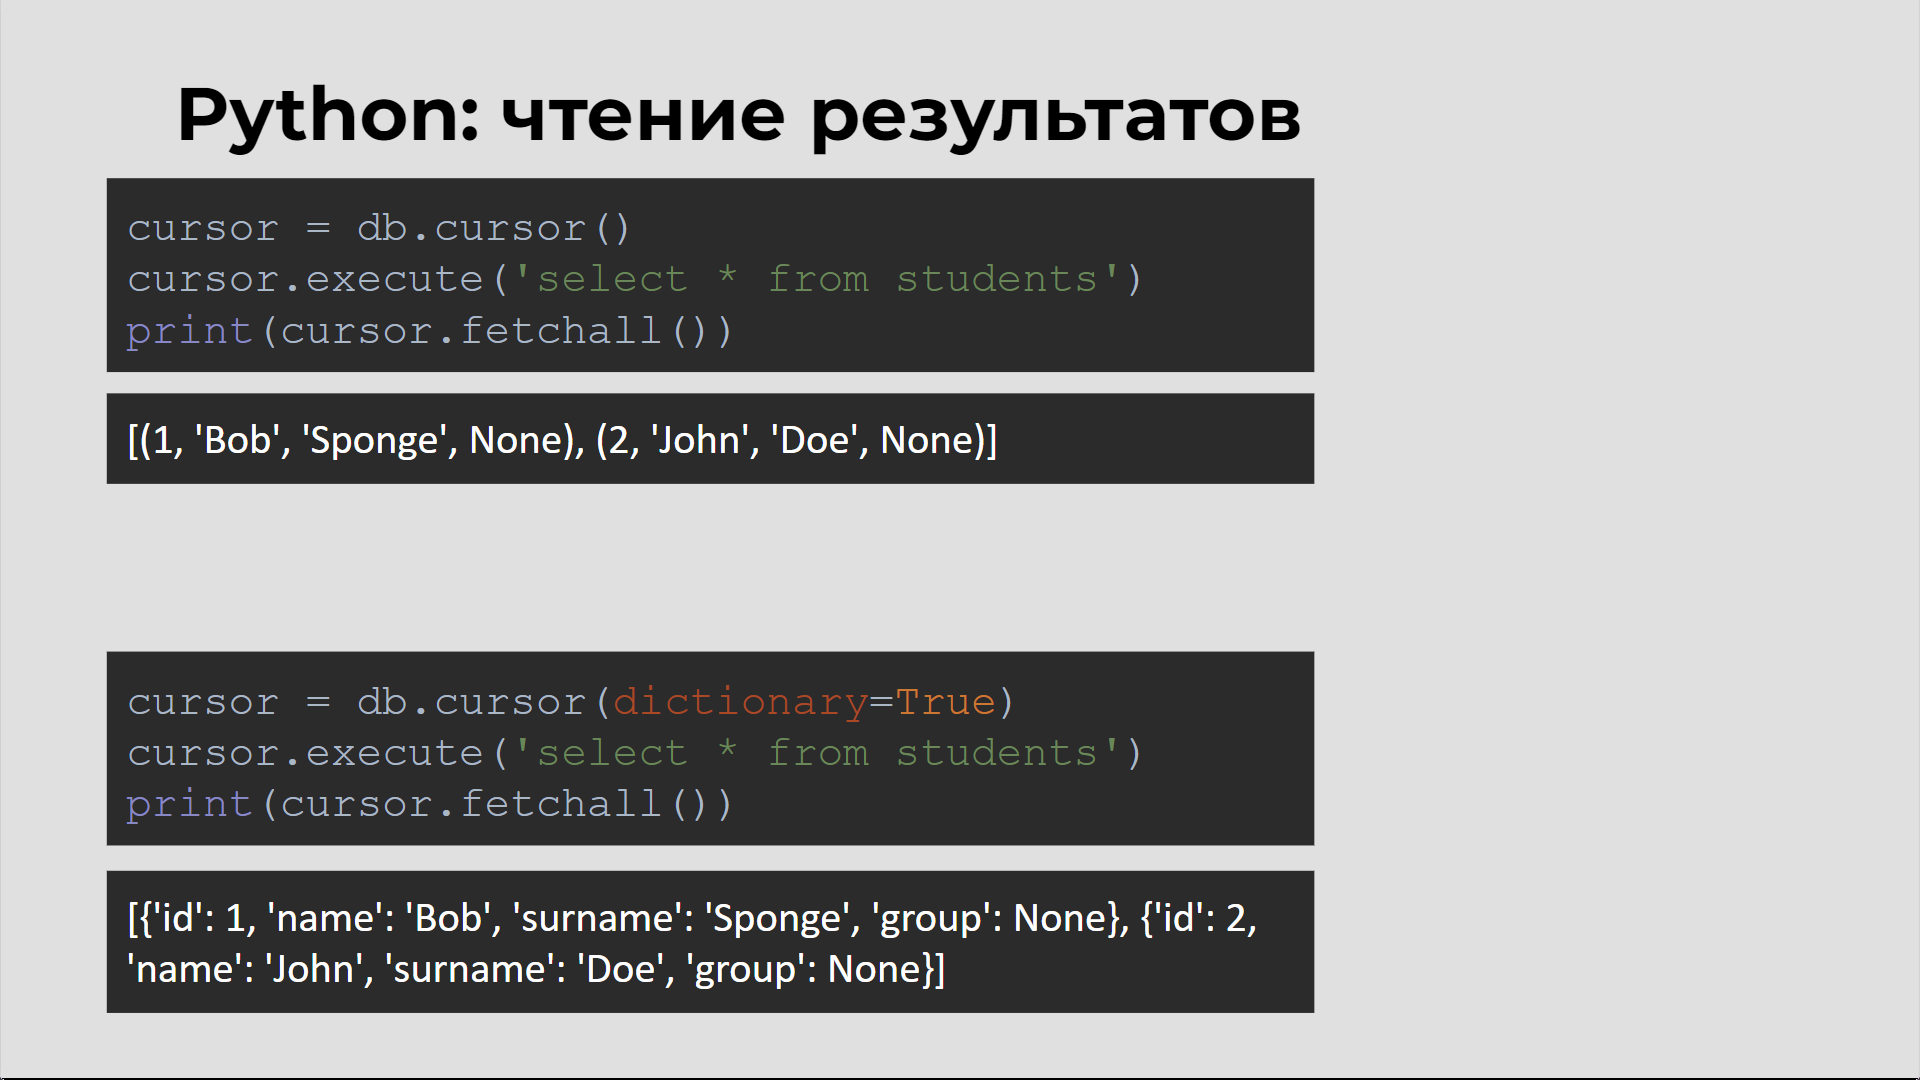 Python: чтение результатов
cursor = db.cursor()
cursor.execute('select * from students')
print(cursor.fetchall())
[(1, 'Bob', 'Sponge', None), (2, 'John', 'Doe', None)]
cursor = db.cursor(dictionary=True)
cursor.execute('select * from students')
print(cursor.fetchall())
[{'id': 1, 'name': 'Bob', 'surname': 'Sponge', 'group': None}, {'id': 2,
'name': 'John', 'surname': 'Doe', 'group': None}]